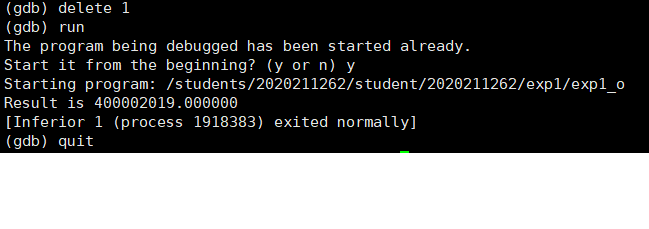 (gdb) delete 1
(gdb) run
The program being debugged has been started already.
Start it from the beginning? (y or n) y
Starting program: /students/2020211262/student/2020211262/exp1/exp1_o
Result is 400002019.000000
[Inferior 1 (process 1918383) exited normally]
(gdb) quit